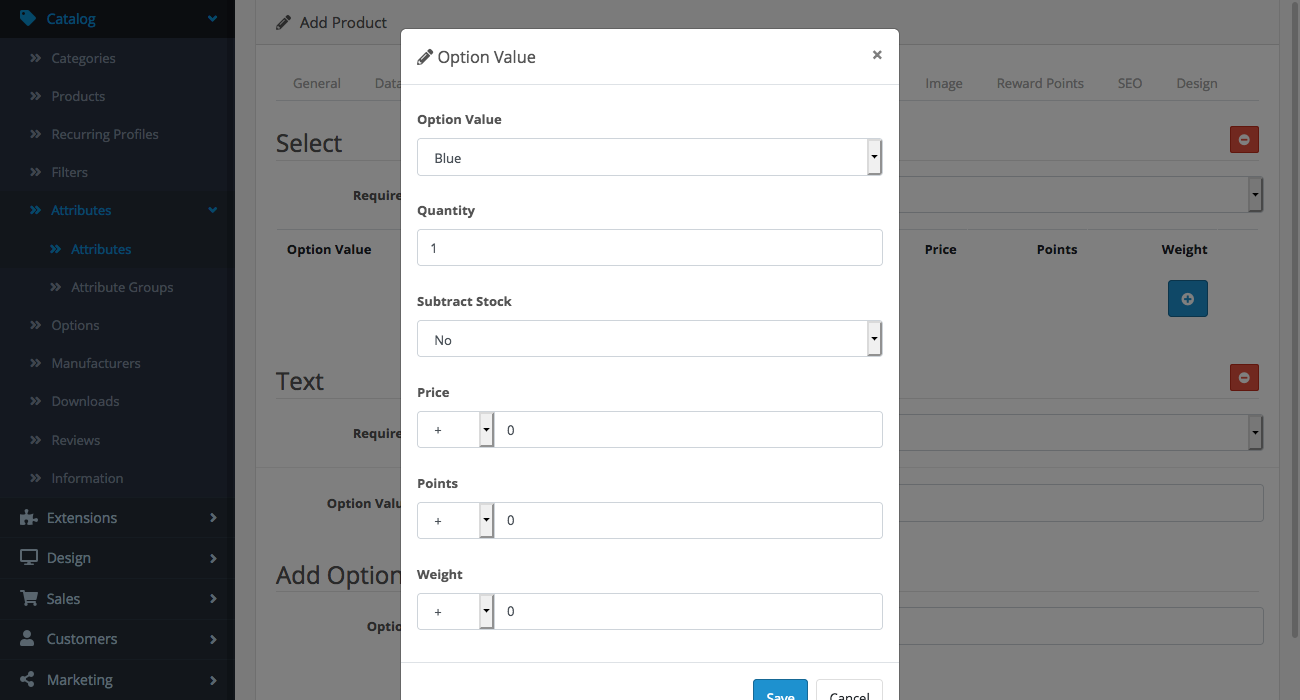 Catalog
Categories
Products
Recurring Profiles
Filters
Attributes
Attributes
Attribute Groups
Options
Manufacturers
Downloads
Reviews
Information
Extensions
Design
Sales
Customers
Marketing
Add Product
General Data Image Reward Points SEO Design
Select
Require
Option Value Price Points Weight
Text
Require
Option Valu
Add Option
Optio
Option Value ×
Option Value
Blue
Quantity
1
Subtract Stock
No
Price
+ 0
Points
+ 0
Weight
+ 0
Save Cancel